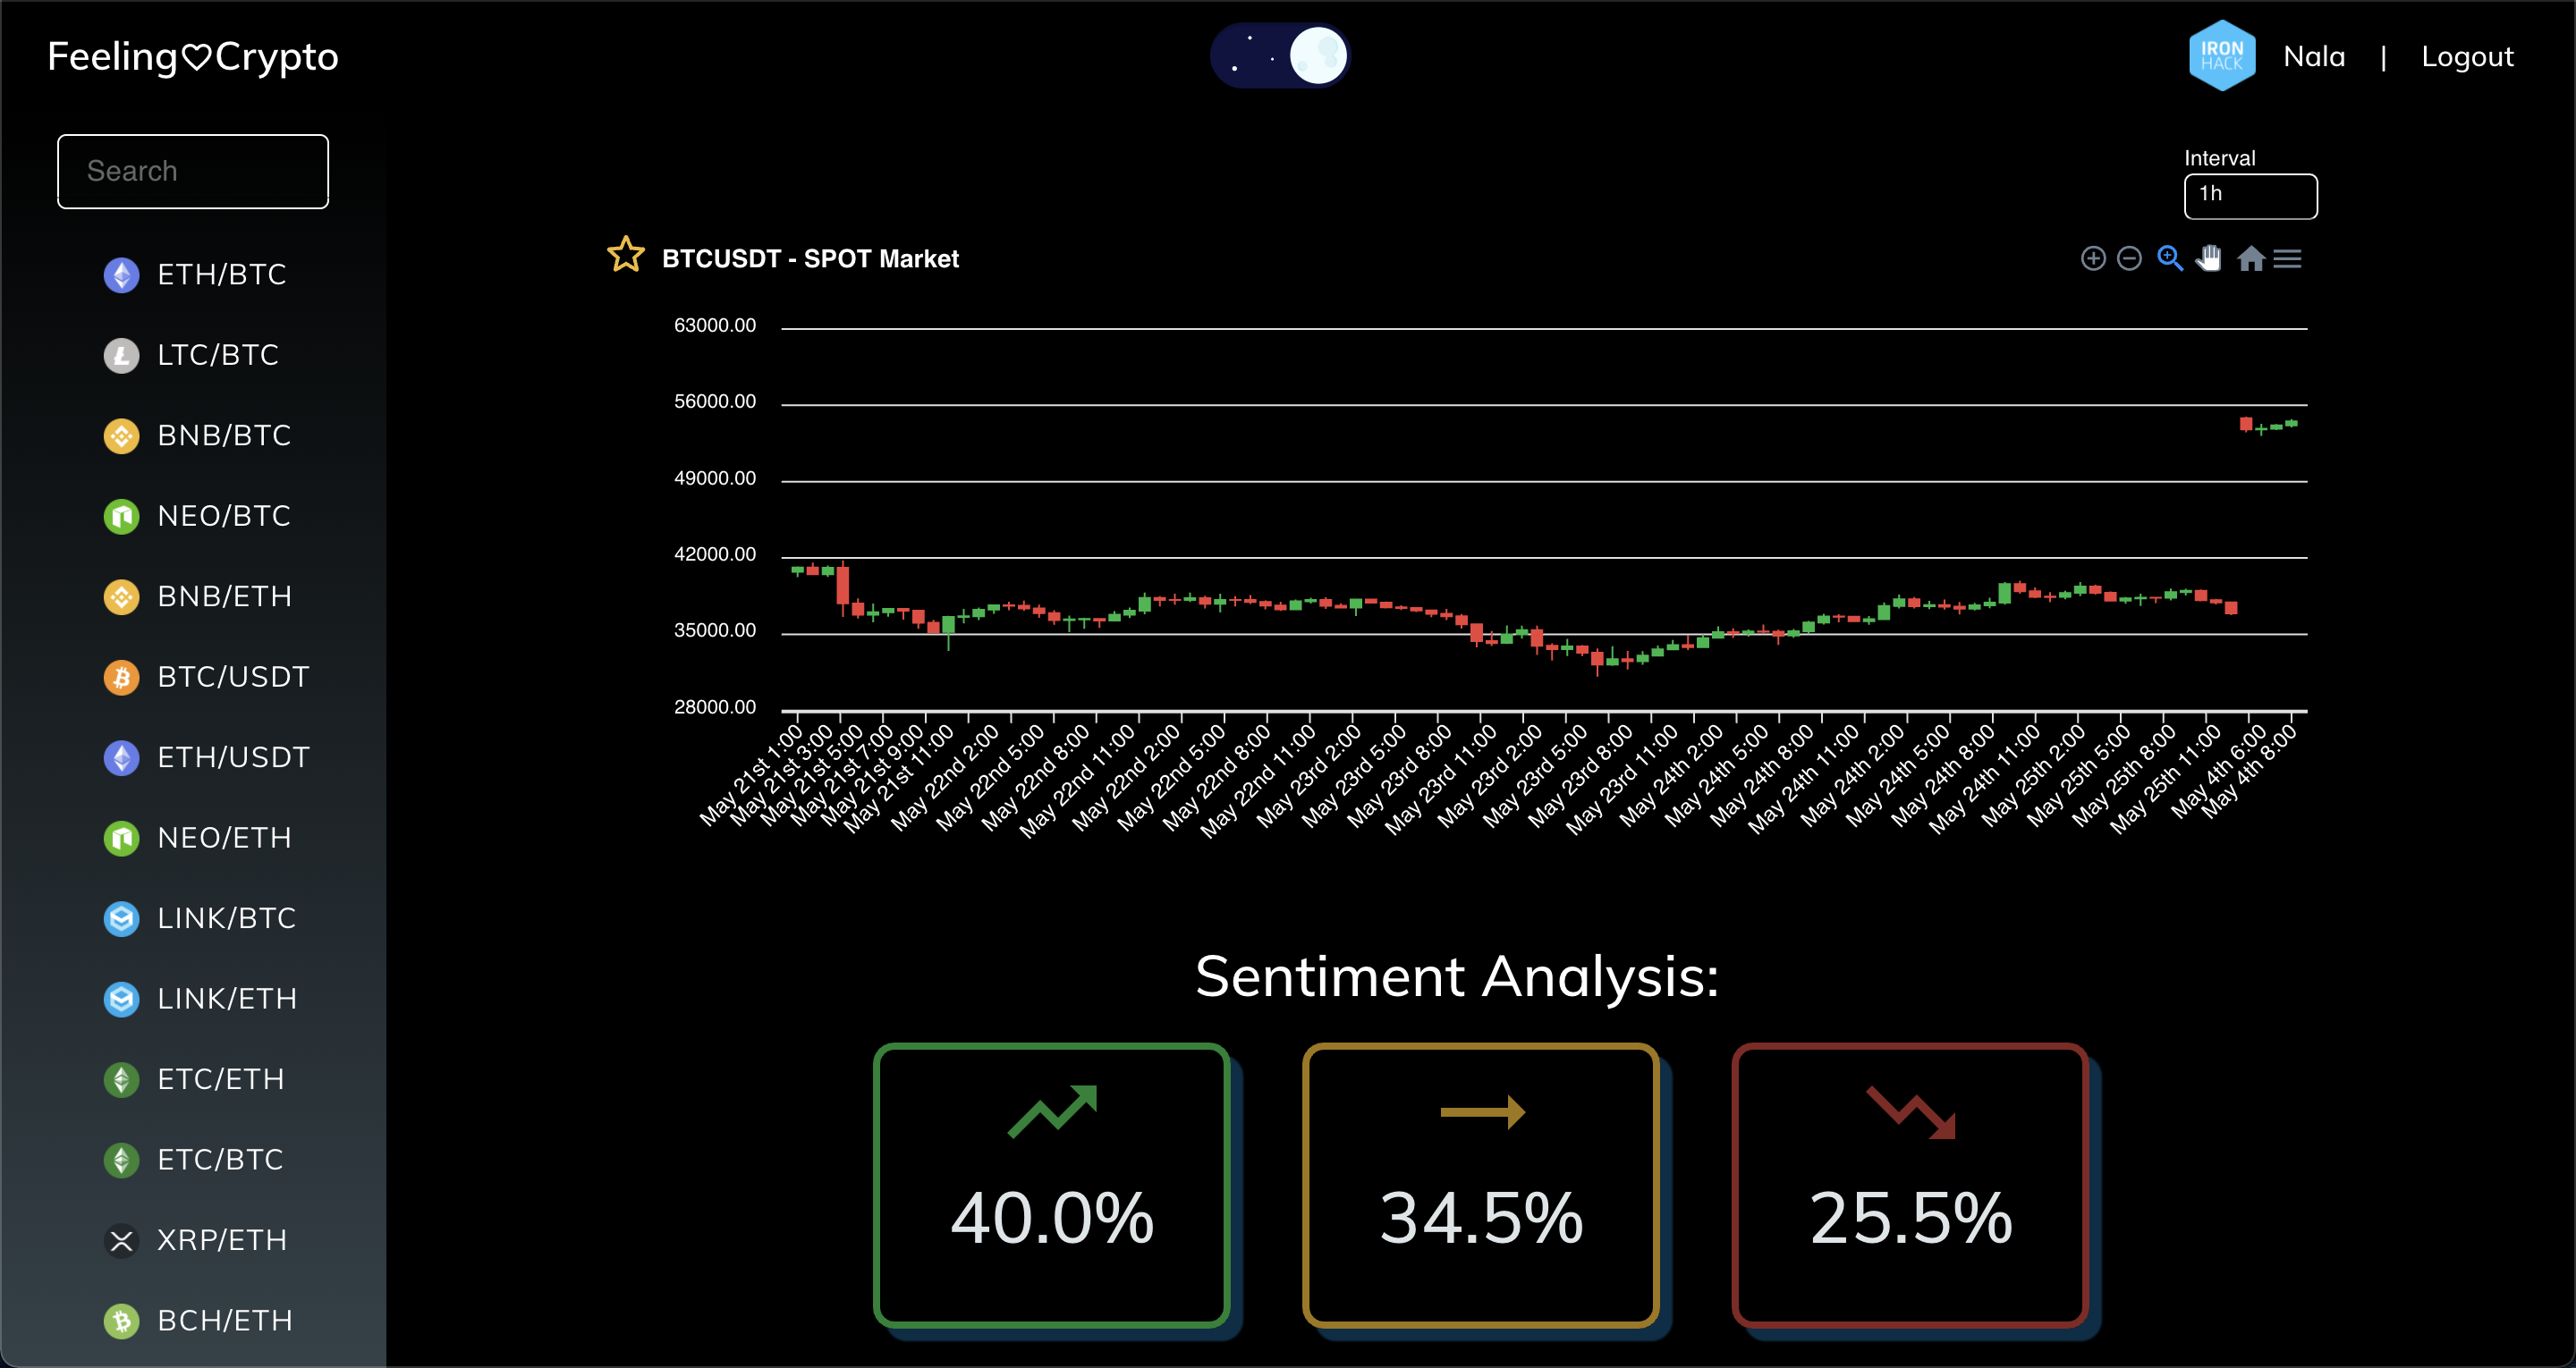 Feeling♡Crypto
IRON
HACK
Nala | Logout
Search
ETH/BTC
LTC/BTC
BNB/BTC
NEO/BTC
BNB/ETH
BTC/USDT
ETH/USDT
NEO/ETH
LINK/BTC
LINK/ETH
ETC/ETH
ETC/BTC
XRP/ETH
BCH/ETH
Interval
1h
BTCUSDT - SPOT Market
63000.00
56000.00
49000.00
42000.00
35000.00
28000.00
May 21st 1:00
May 21st 3:00
May 21st 5:00
May 21st 7:00
May 21st 9:00
May 21st 11:00
May 22nd 2:00
May 22nd 5:00
May 22nd 8:00
May 22nd 11:00
May 22nd 2:00
May 22nd 5:00
May 22nd 8:00
May 22nd 11:00
May 23rd 2:00
May 23rd 5:00
May 23rd 8:00
May 23rd 11:00
May 23rd 2:00
May 23rd 5:00
May 23rd 8:00
May 23rd 11:00
May 24th 2:00
May 24th 5:00
May 24th 8:00
May 24th 11:00
May 24th 2:00
May 24th 5:00
May 24th 8:00
May 24th 11:00
May 25th 2:00
May 25th 5:00
May 25th 8:00
May 25th 11:00
May 4th 6:00
May 4th 8:00
Sentiment Analysis:
40.0%
34.5%
25.5%